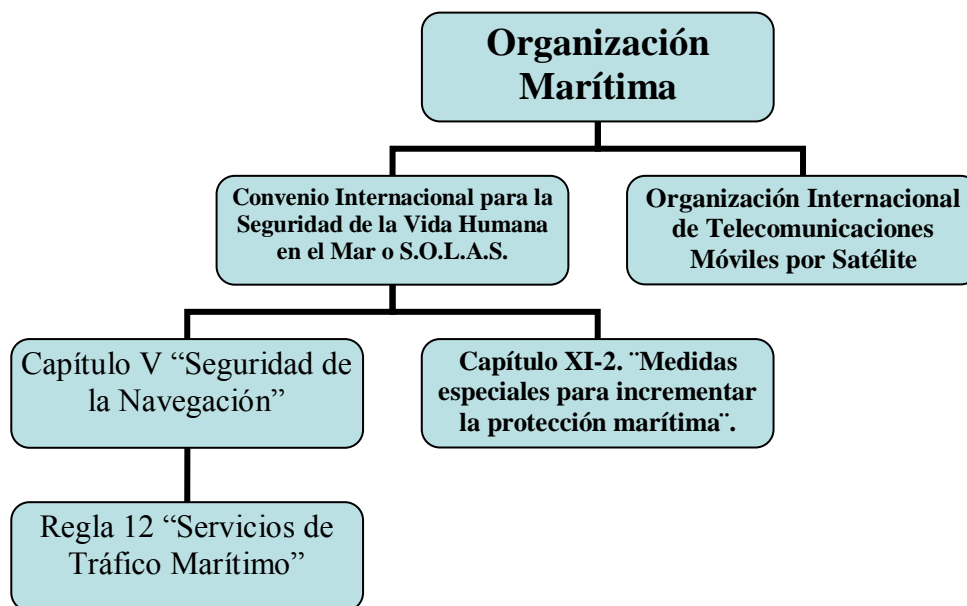 Organización
Marítima
Convenio Internacional para la
Seguridad de la Vida Humana
en el Mar o S.O.L.A.S.
Organización Internacional
de Telecomunicaciones
Móviles por Satélite
Capítulo V “Seguridad de
la Navegación”
Capítulo XI-2. ¨Medidas
especiales para incrementar
la protección marítima¨.
Regla 12 “Servicios de
Tráfico Marítimo”